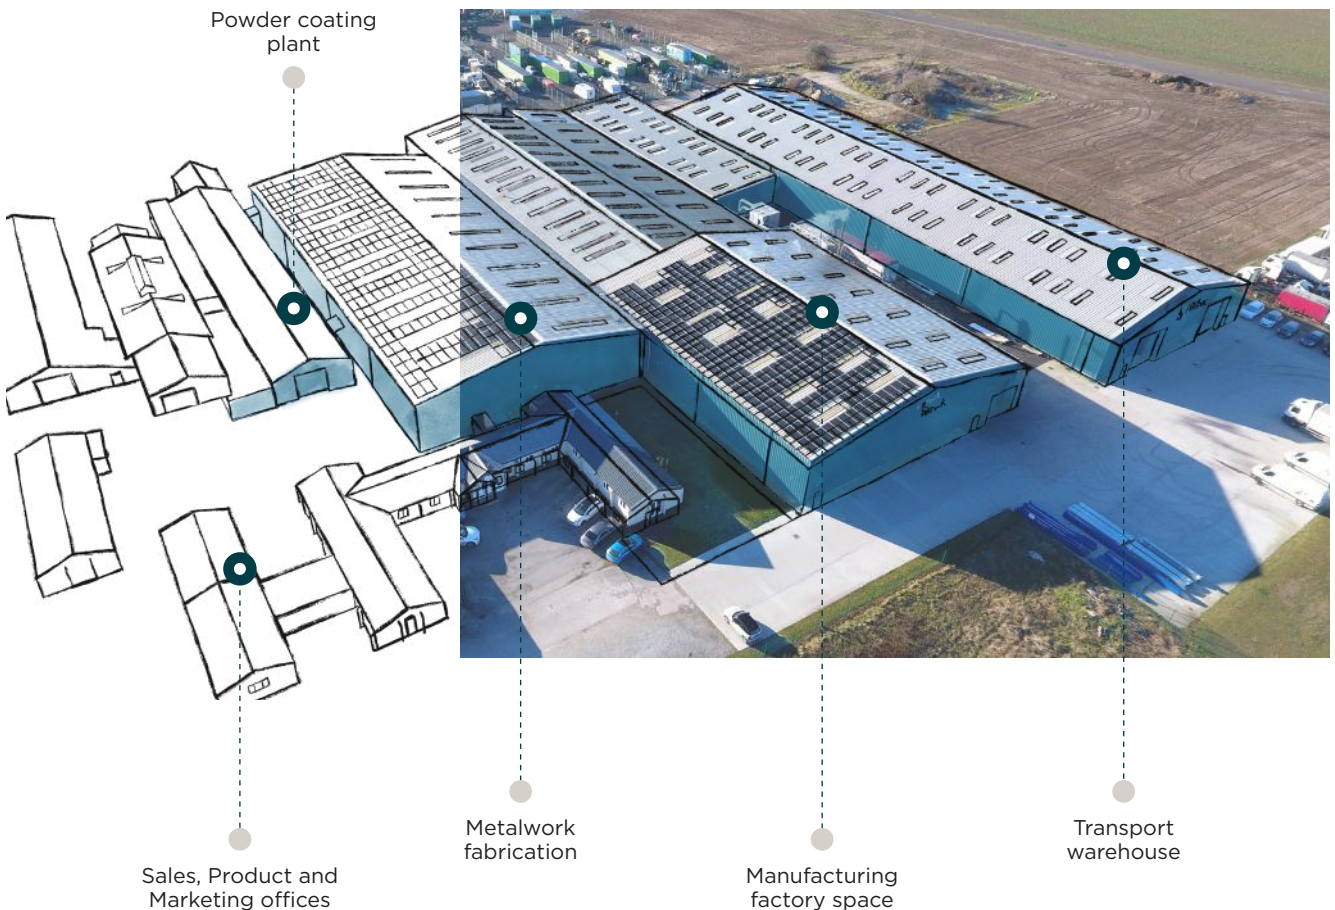 Powder coating
plant
Metalwork
fabrication
Transport
warehouse
Sales, Product and
Marketing offices
Manufacturing
factory space